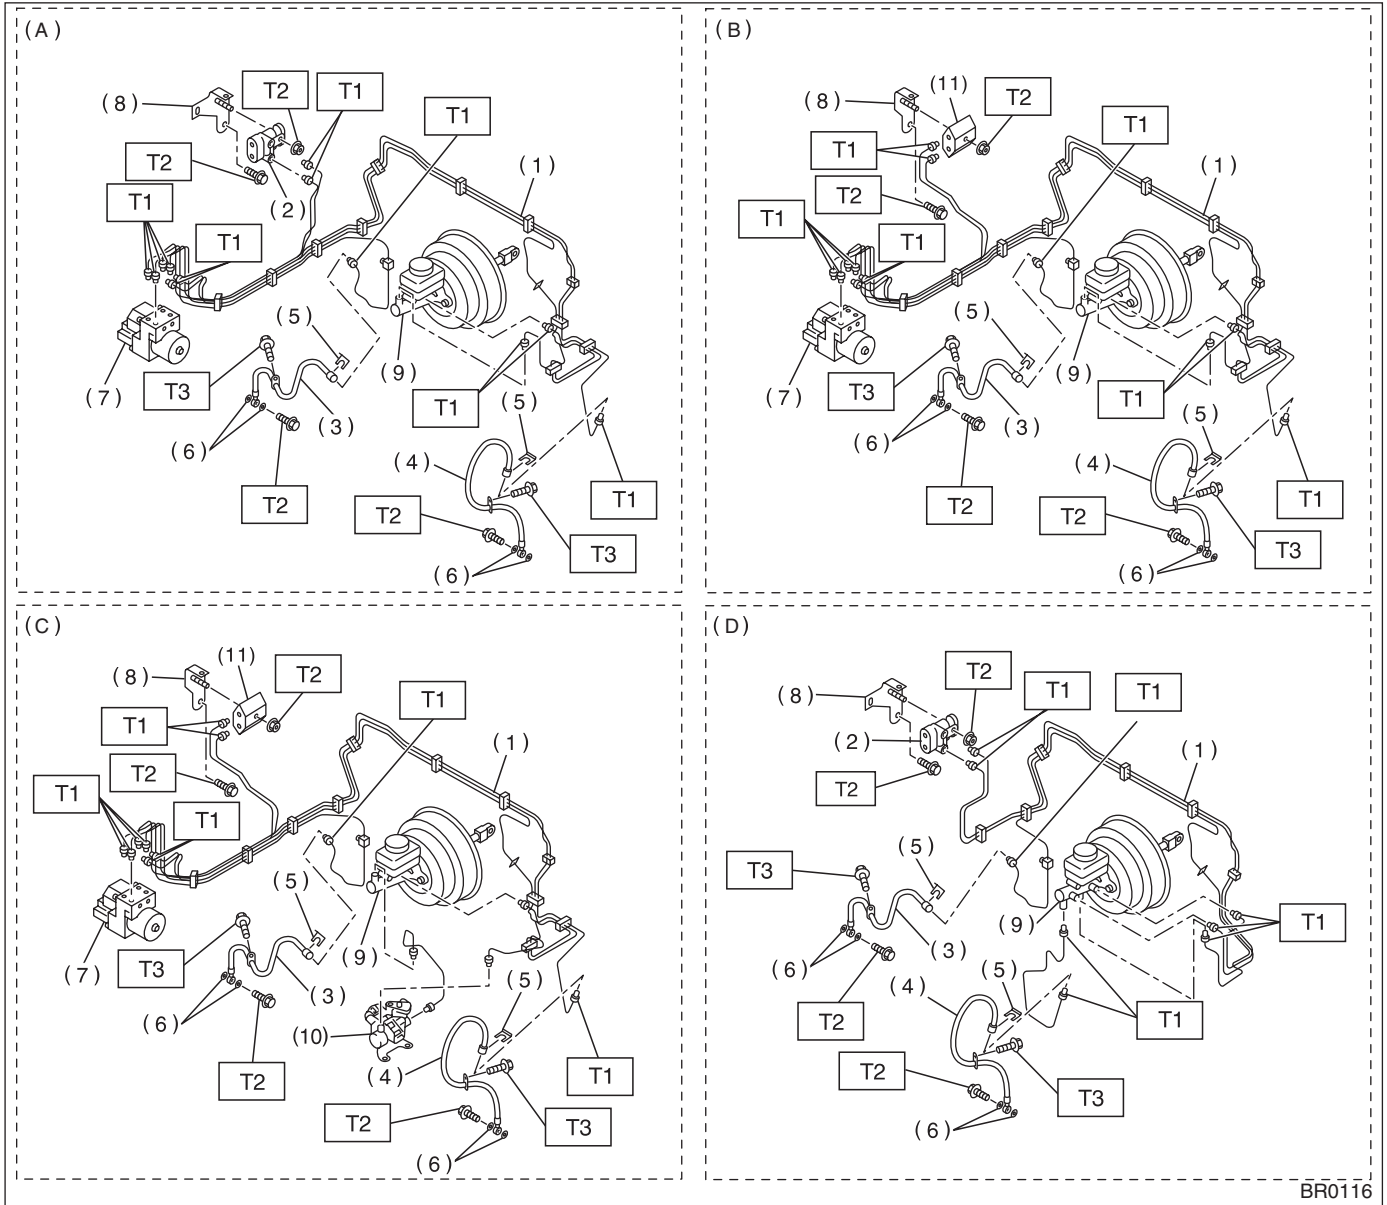 (A)
(8)
T2
T1
T1
T2
(2)
(1)
T1
T1
(5)
(7)
T3
(9)
(6)
(3)
T1
(5)
T2
(4)
T2
T1
T3
(6)
(B)
(8)
(11)
T2
T1
T1
T2
(1)
T1
T1
(5)
(7)
T3
(9)
(6)
(3)
T1
(5)
T2
(4)
T2
T1
T3
(6)
(C)
(8)
(11)
T2
T1
T1
T2
(1)
T1
T1
(5)
(7)
T3
(9)
(6)
(3)
(5)
(10)
T2
(4)
T1
T2
T3
(6)
(D)
(8)
T2
T1
T1
(2)
T2
(1)
T3
(5)
(9)
T1
(6)
(3)
(5)
(4)
T2
T1
T2
T3
(6)
BR0116